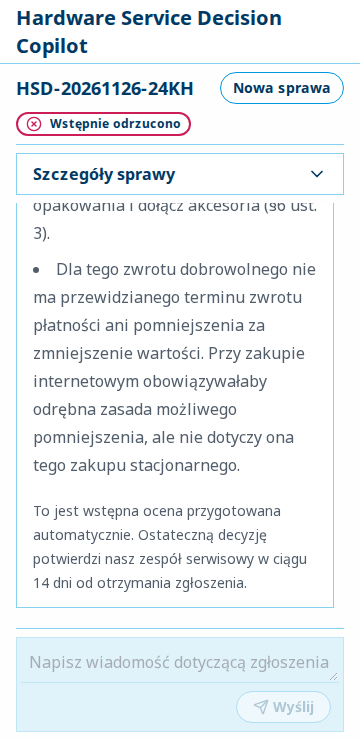 Hardware Service Decision
Copilot
HSD-20261126-24KH
Nowa sprawa
Wstępnie odrzucono
Szczegóły sprawy
opakowania i dołącz akcesoria (§6 ust.
3).
• Dla tego zwrotu dobrowolnego nie
ma przewidzianego terminu zwrotu
płatności ani pomniejszenia za
zmniejszenie wartości. Przy zakupie
internetowym obowiązywałaby
odrębna zasada możliwego
pomniejszenia, ale nie dotyczy ona
tego zakupu stacjonarnego.
To jest wstępna ocena przygotowana
automatycznie. Ostateczną decyzję
potwierdzi nasz zespół serwisowy w ciągu
14 dni od otrzymania zgłoszenia.
Napisz wiadomość dotyczącą zgłoszenia
Wyślij